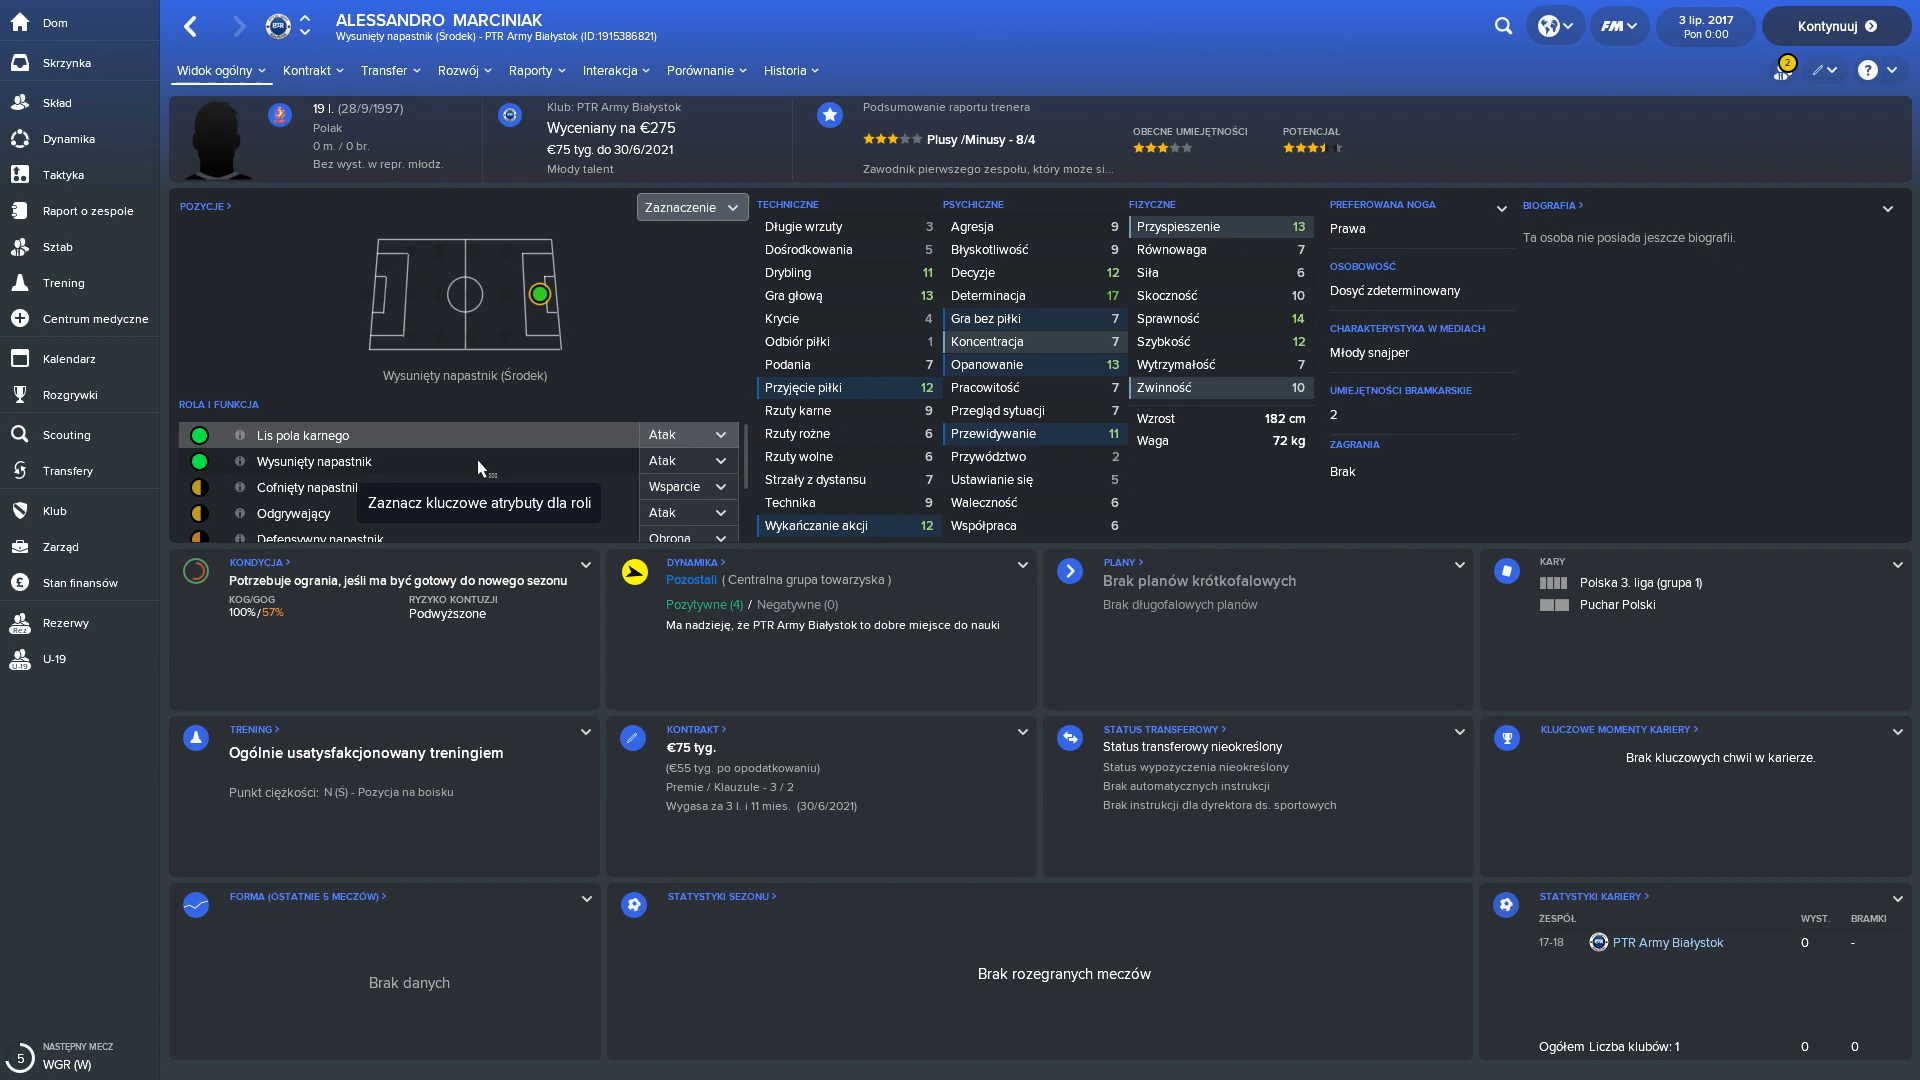 Dom
Skrzynka
Skład
Dynamika
Taktyka
Raport o zespole
Sztab
Trening
Centrum medyczne
Kalendarz
Rozgrywki
Scouting
Transfery
Klub
Zarząd
Stan finansów
Rez
Rezerwy
U-19
U-19
NASTĘPNY MECZ
5
WGR (W)
ALESSANDRO MARCINIAK
Wysunięty napastnik (Środek) - PTR Army Białystok (ID:1915386821)
FM
3 lip. 2017
Pon 0:00
Kontynuuj
Widok ogólny
Kontrakt
Transfer
Rozwój
Raporty
Interakcja
Porównanie
Historia
2
?
19 l. (28/9/1997)
Polak
0 m. / 0 br.
Bez wyst. w repr. młodz.
Klub: PTR Army Białystok
Wyceniany na €275
€75 tyg. do 30/6/2021
Młody talent
Podsumowanie raportu trenera
Plusy /Minusy - 8/4
Zawodnik pierwszego zespołu, który może si...
OBECNE UMIEJĘTNOŚCI
POTENCJAŁ
POZYCJE >
Zaznaczenie
Wysunięty napastnik (Środek)
ROLA I FUNKCJA
Lis pola karnego Atak
Wysunięty napastnik Atak
Cofnięty napastnik Wsparcie
Odgrywający Atak
Defensywny napastnik Obrona
Zaznacz kluczowe atrybuty dla roli
TECHNICZNE
Długie wrzuty 3
Dośrodkowania 5
Drybling 11
Gra głową 13
Krycie 4
Odbiór piłki 1
Podania 7
Przyjęcie piłki 12
Rzuty karne 9
Rzuty rożne 6
Rzuty wolne 6
Strzały z dystansu 7
Technika 9
Wykańczanie akcji 12
PSYCHICZNE
Agresja 9
Błyskotliwość 9
Decyzje 12
Determinacja 17
Gra bez piłki 7
Koncentracja 7
Opanowanie 13
Pracowitość 7
Przegląd sytuacji 7
Przewidywanie 11
Przywództwo 2
Ustawianie się 5
Waleczność 6
Współpraca 6
FIZYCZNE
Przyspieszenie 13
Równowaga 7
Siła 6
Skoczność 10
Sprawność 14
Szybkość 12
Wytrzymałość 7
Zwinność 10
Wzrost 182 cm
Waga 72 kg
PREFEROWANA NOGA
Prawa
OSOBOWOŚĆ
Dosyć zdeterminowany
CHARAKTERYSTYKA W MEDIACH
Młody snajper
UMIEJĘTNOŚCI BRAMKARSKIE
2
ZAGRANIA
Brak
BIOGRAFIA >
Ta osoba nie posiada jeszcze biografii.
KONDYCJA >
Potrzebuje ogrania, jeśli ma być gotowy do nowego sezonu
KOG/GOG
100%/57%
RYZYKO KONTUZJI
Podwyższone
DYNAMIKA >
Pozostali ( Centralna grupa towarzyska )
Pozytywne (4) / Negatywne (0)
Ma nadzieję, że PTR Army Białystok to dobre miejsce do nauki
PLANY >
Brak planów krótkofalowych
Brak długofalowych planów
KARY
Polska 3. liga (grupa 1)
Puchar Polski
TRENING >
Ogólnie usatysfakcjonowany treningiem
Punkt ciężkości: N (Ś) - Pozycja na boisku
KONTRAKT >
€75 tyg.
(€55 tyg. po opodatkowaniu)
Premie / Klauzule - 3 / 2
Wygasa za 3 l. i 11 mies. (30/6/2021)
STATUS TRANSFEROWY >
Status transferowy nieokreślony
Status wypożyczenia nieokreślony
Brak automatycznych instrukcji
Brak instrukcji dla dyrektora ds. sportowych
KLUCZOWE MOMENTY KARIERY >
Brak kluczowych chwil w karierze.
FORMA (OSTATNIE 5 MECZÓW) >
Brak danych
STATYSTYKI SEZONU >
Brak rozegranych meczów
STATYSTYKI KARIERY >
ZESPÓŁ WYST. BRAMKI
17-18 PTR Army Białystok 0 -
Ogółem Liczba klubów: 1 0 0